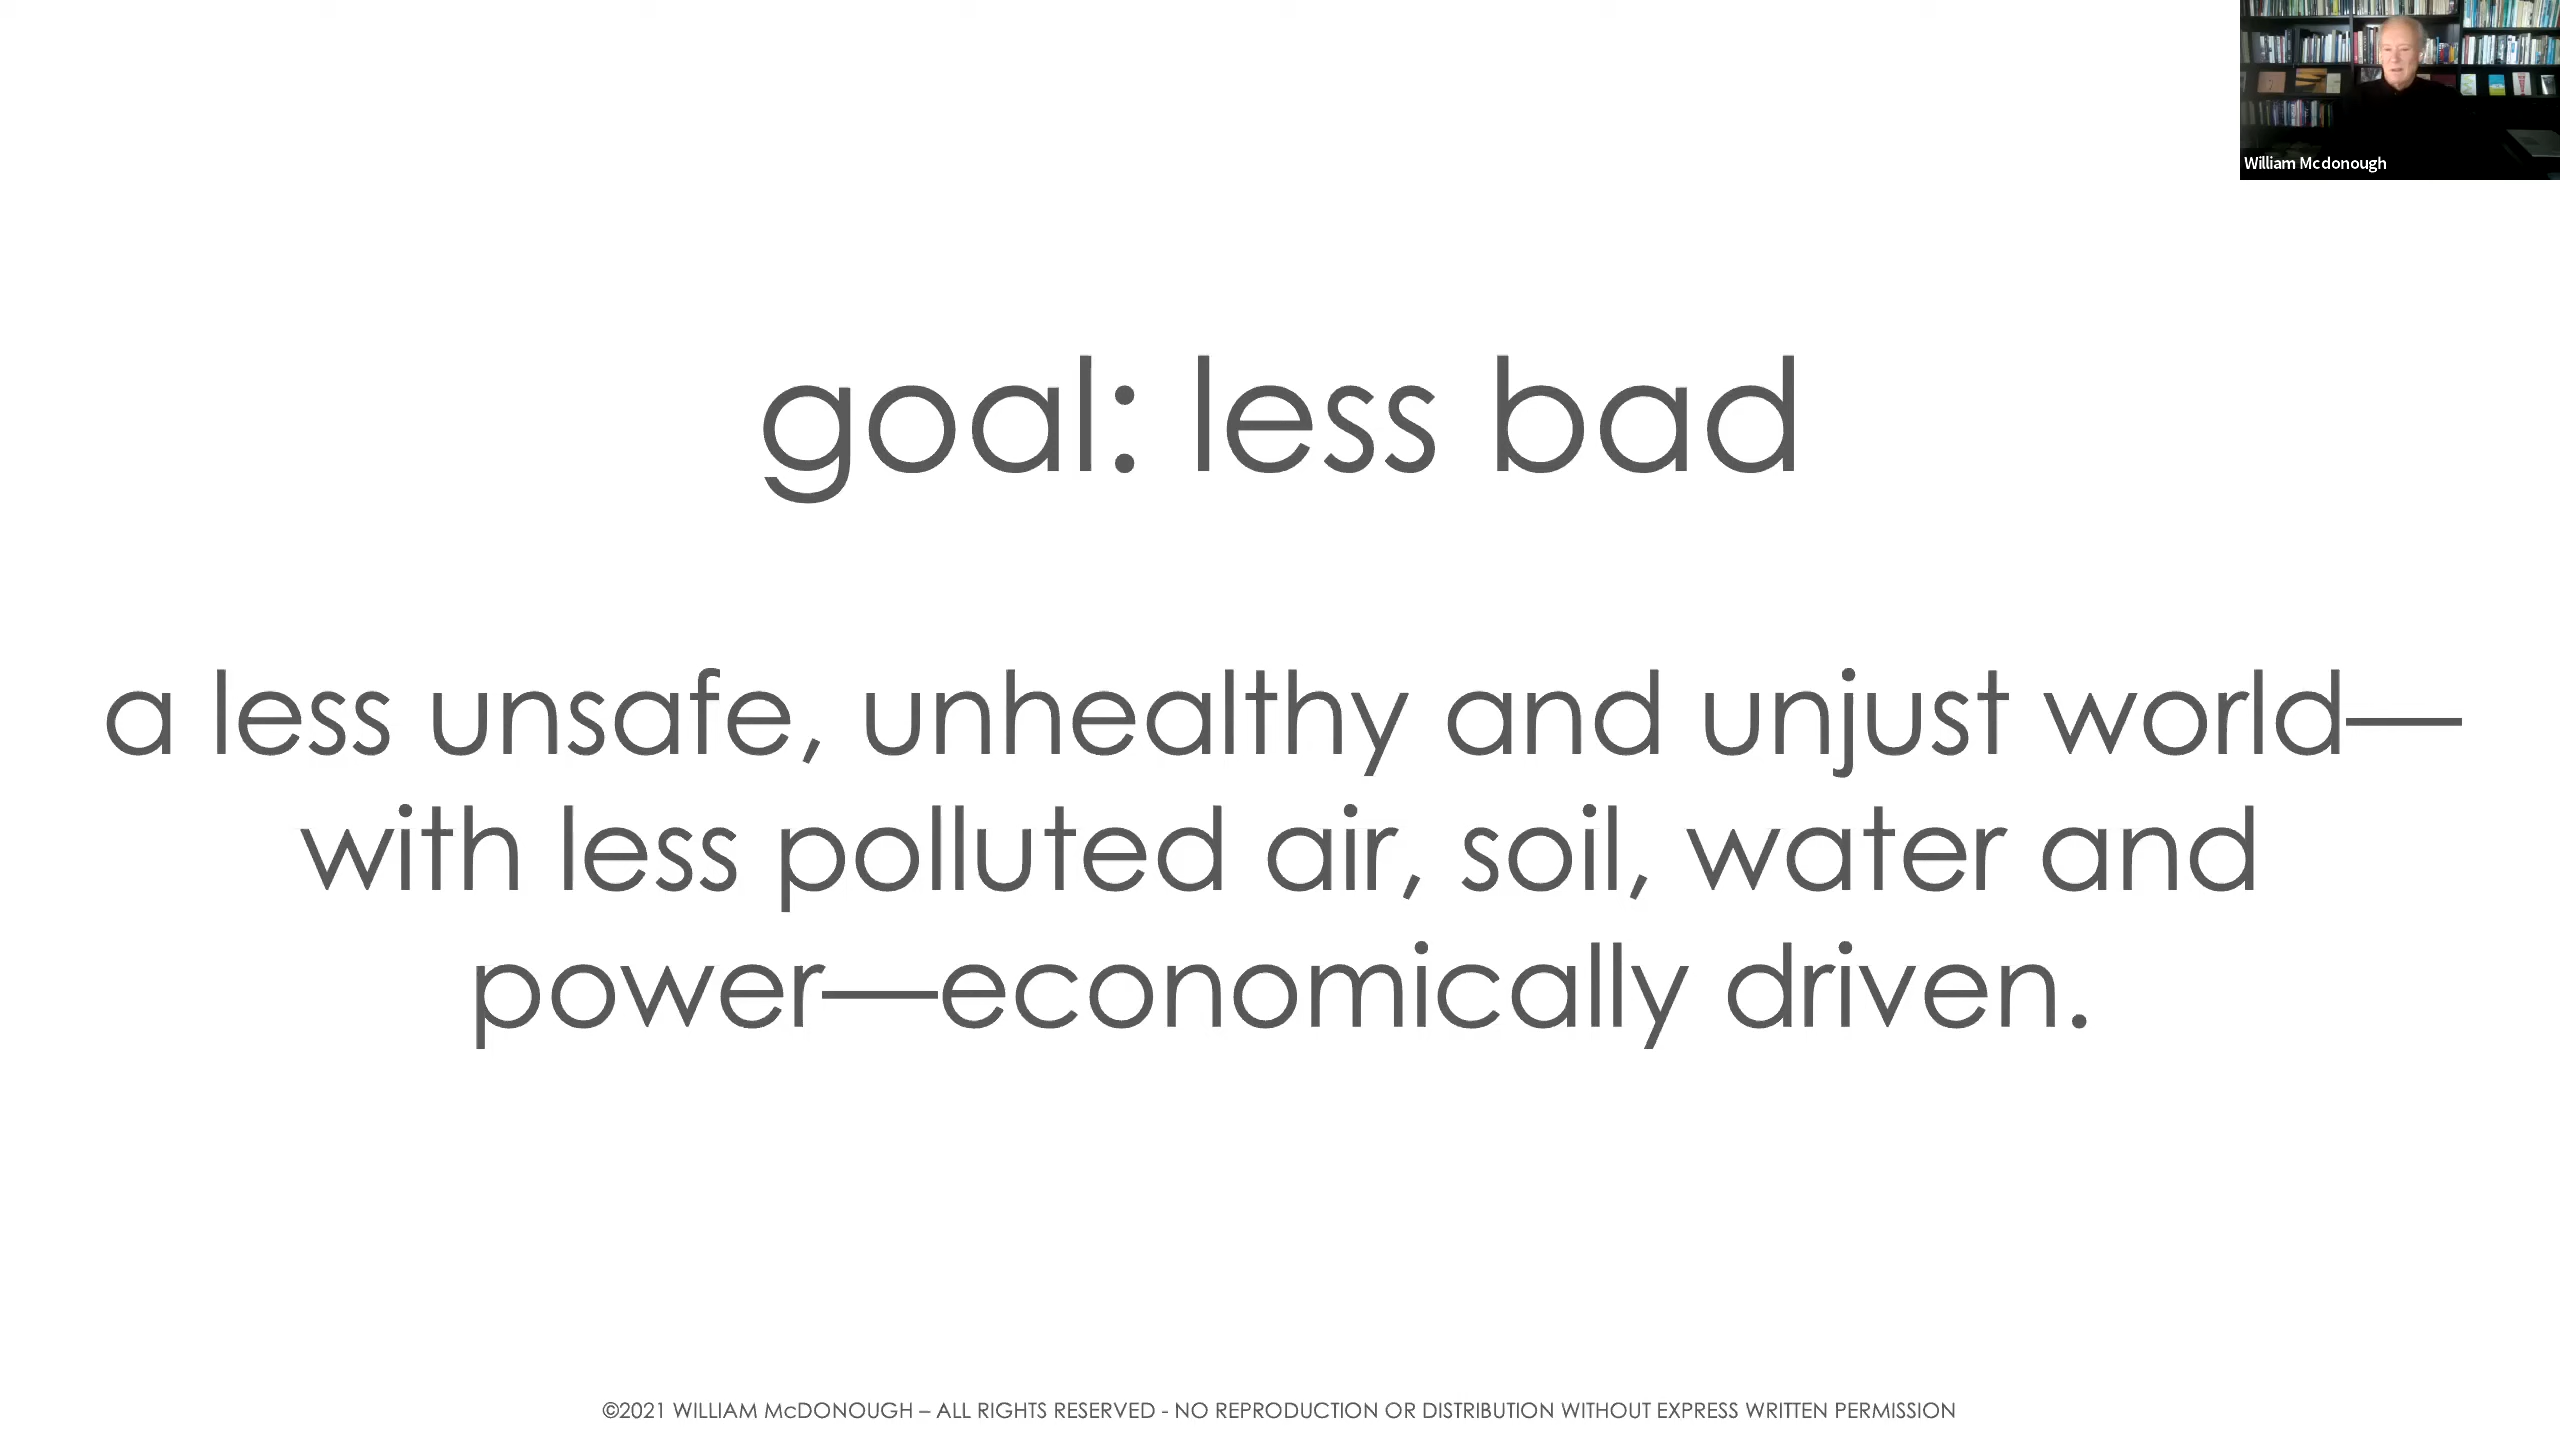 William Mcdonough
goal: less bad
a less unsafe, unhealthy and unjust world—
with less polluted air, soil, water and
power—economically driven.
©2021 WILLIAM McDONOUGH – ALL RIGHTS RESERVED - NO REPRODUCTION OR DISTRIBUTION WITHOUT EXPRESS WRITTEN PERMISSION